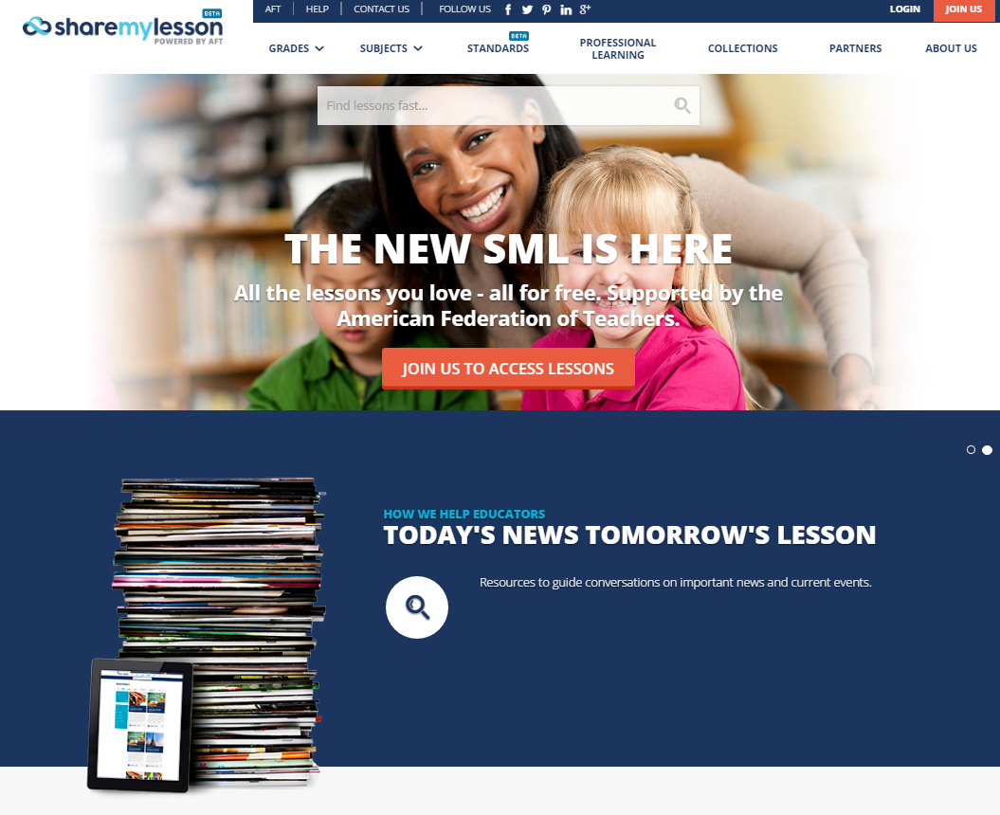 BETA
sharemylesson
POWERED BY AFT
AFT HELP CONTACT US FOLLOW US LOGIN JOIN US
GRADES SUBJECTS BETA STANDARDS PROFESSIONAL LEARNING COLLECTIONS PARTNERS ABOUT US
Find lessons fast...
THE NEW SML IS HERE
All the lessons you love - all for free. Supported by the
American Federation of Teachers.
JOIN US TO ACCESS LESSONS
HOW WE HELP EDUCATORS
TODAY'S NEWS TOMORROW'S LESSON
Resources to guide conversations on important news and current events.